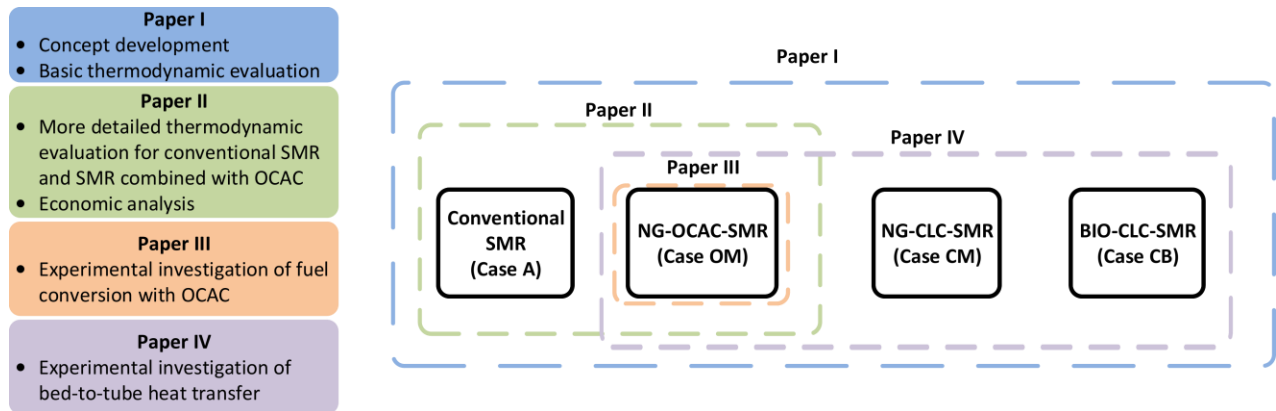 Paper I
• Concept development
• Basic thermodynamic evaluation
Paper II
• More detailed thermodynamic
evaluation for conventional SMR
and SMR combined with OCAC
• Economic analysis
Paper III
• Experimental investigation of fuel
conversion with OCAC
Paper IV
• Experimental investigation of
bed-to-tube heat transfer
Paper I
Paper II
Paper IV
Paper III
Conventional
SMR
(Case A)
NG-OCAC-SMR
(Case OM)
NG-CLC-SMR
(Case CM)
BIO-CLC-SMR
(Case CB)